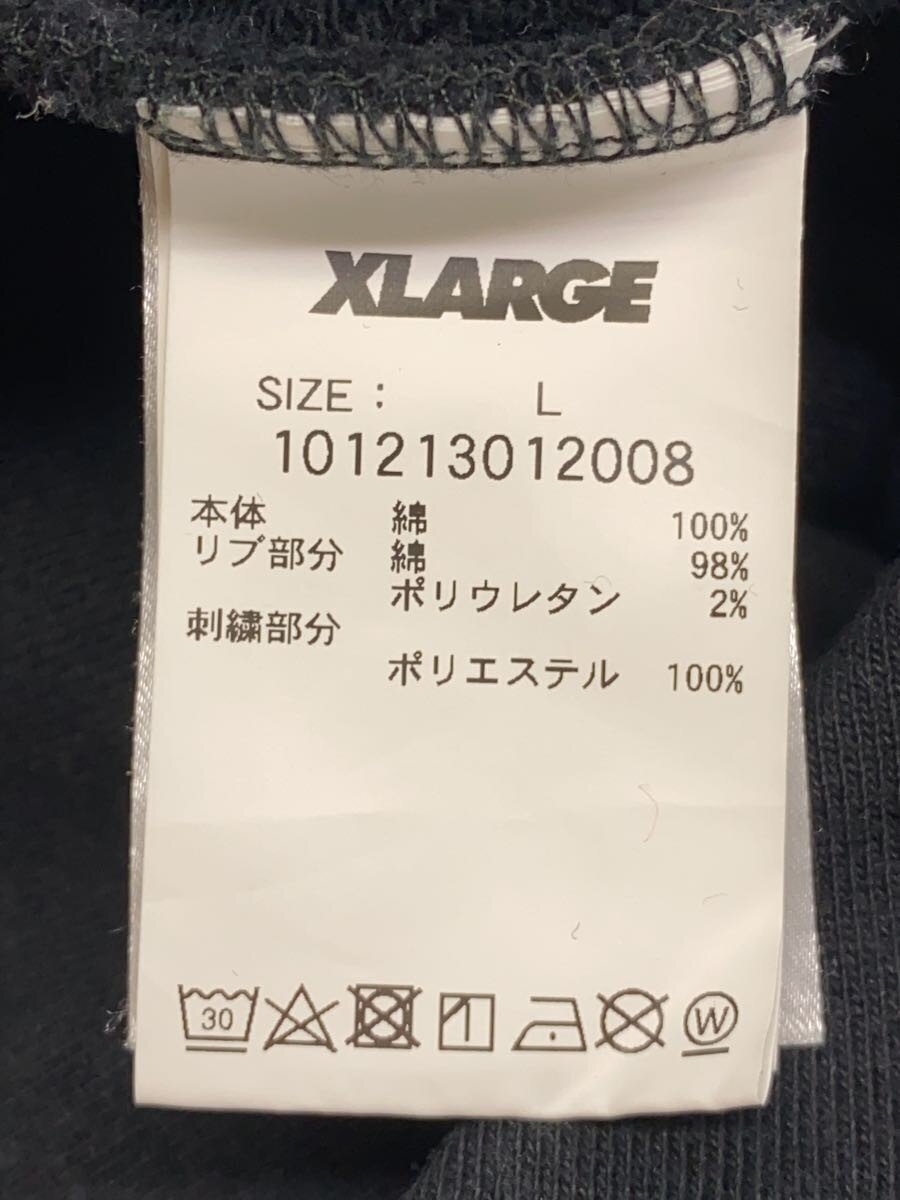 XLARGE
SIZE: L
101213012008
本体 綿 100%
リブ部分 綿 98%
ポリウレタン 2%
刺繍部分
ポリエステル 100%
30
W